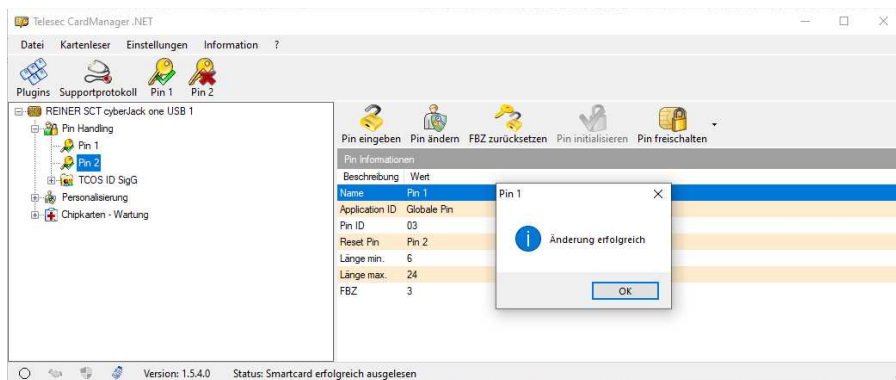 Telesec CardManager .NET
Datei Kartenleser Einstellungen Information ?
Plugins Supportprotokoll Pin 1 Pin 2
REINER SCT cyberJack one USB 1
Pin Handling
Pin 1
Pin 2
TCOS ID SigG
Personalisierung
Chipkarten - Wartung
Pin eingeben Pin ändern FBZ zurücksetzen Pin initialisieren Pin freischalten
Pin Informationen
Beschreibung Wert
Name Pin 1
Application ID Globale Pin
Pin ID 03
Reset Pin Pin 2
Länge min. 6
Länge max. 24
FBZ 3
Pin 1
Änderung erfolgreich
OK
Version: 1.5.4.0 Status: Smartcard erfolgreich ausgelesen